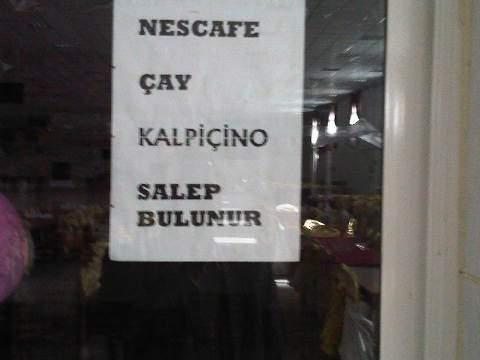 NESCAFE
ÇAY
KALPİÇİNO
SALEP
BULUNUR